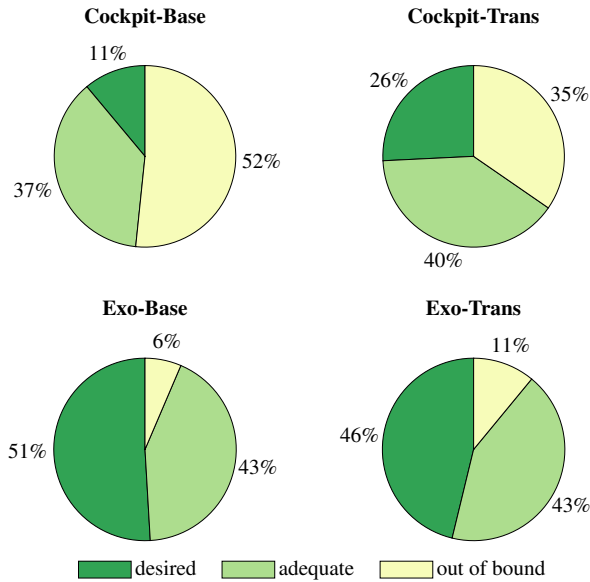 Cockpit-Base
Cockpit-Trans
11%
52%
37%
26%
35%
40%
Exo-Base
Exo-Trans
6%
51%
43%
11%
46%
43%
desired adequate out of bound